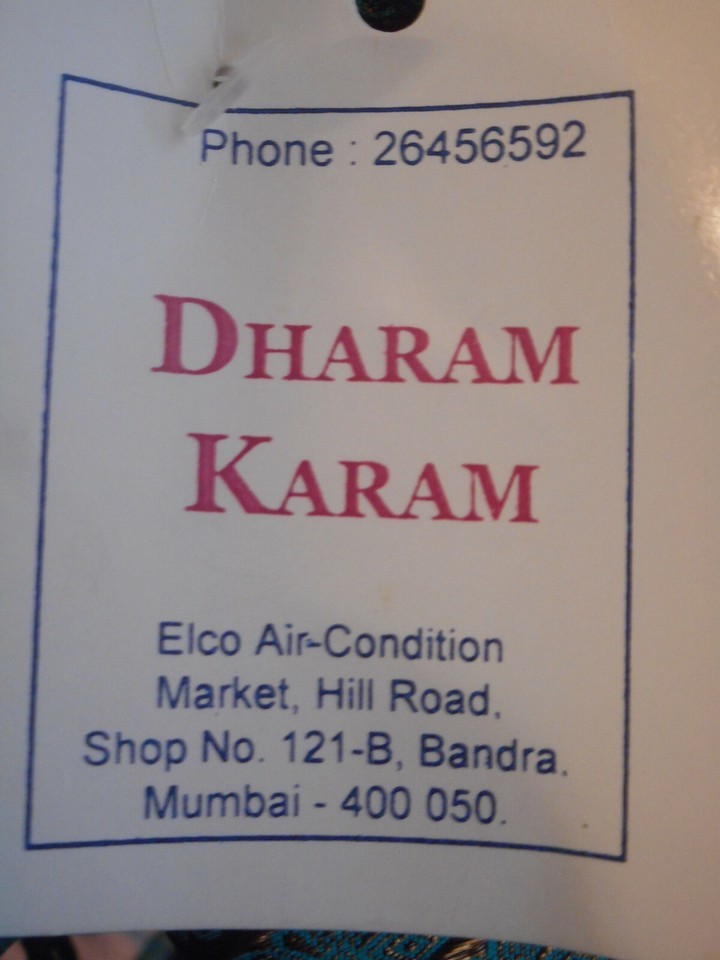 Phone : 26456592
DHARAM
KARAM
Elco Air-Condition
Market, Hill Road.
Shop No. 121-B, Bandra.
Mumbai - 400 050.